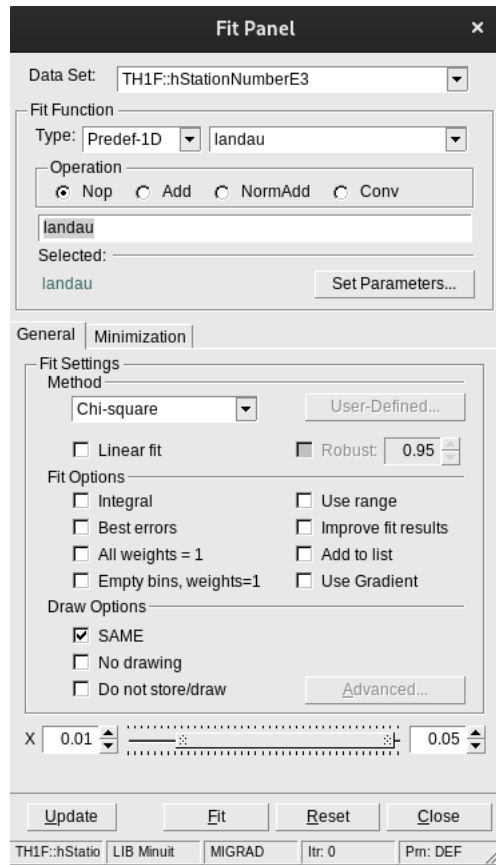 Fit Panel ×
Data Set: TH1F::hStationNumberE3
Fit Function
Type: Predef-1D landau
Operation
Nop Add NormAdd Conv
landau
Selected:
landau Set Parameters...
General Minimization
Fit Settings
Method
Chi-square User-Defined...
Linear fit Robust: 0.95
Fit Options
Integral Use range
Best errors Improve fit results
All weights = 1 Add to list
Empty bins, weights=1 Use Gradient
Draw Options
SAME
No drawing
Do not store/draw Advanced...
X 0.01 0.05
Update Fit Reset Close
TH1F::hStatio LIB Minuit MIGRAD Itr: 0 Prn: DEF